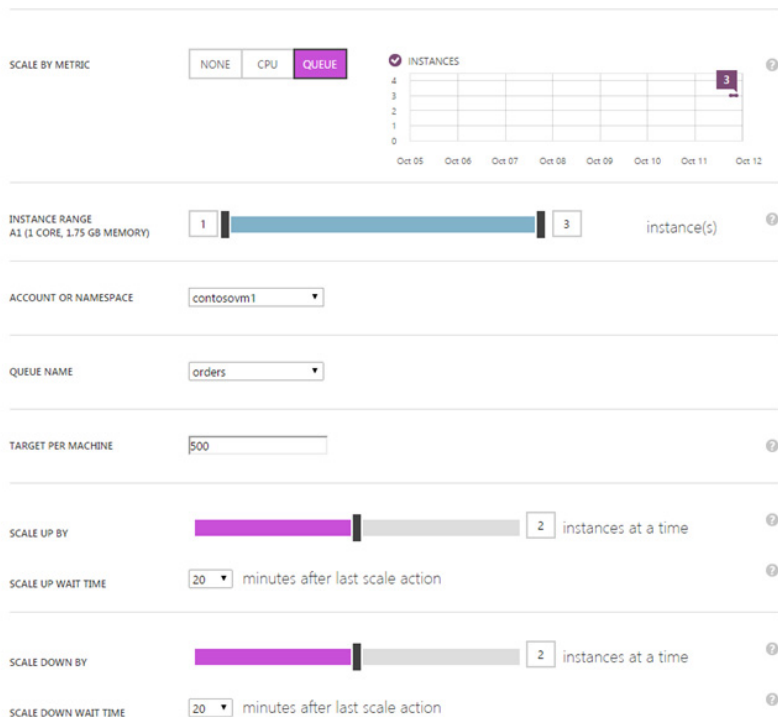 SCALE BY METRIC
NONE CPU QUEUE
INSTANCES
3
4
3
2
1
0
Oct 05 Oct 06 Oct 07 Oct 08 Oct 09 Oct 10 Oct 11 Oct 12
?
INSTANCE RANGE
A1 (1 CORE, 1.75 GB MEMORY)
1 3 instance(s) ?
ACCOUNT OR NAMESPACE contosovm1
QUEUE NAME orders
TARGET PER MACHINE 500 ?
SCALE UP BY 2 instances at a time ?
SCALE UP WAIT TIME 20 minutes after last scale action ?
SCALE DOWN BY 2 instances at a time ?
SCALE DOWN WAIT TIME 20 minutes after last scale action ?